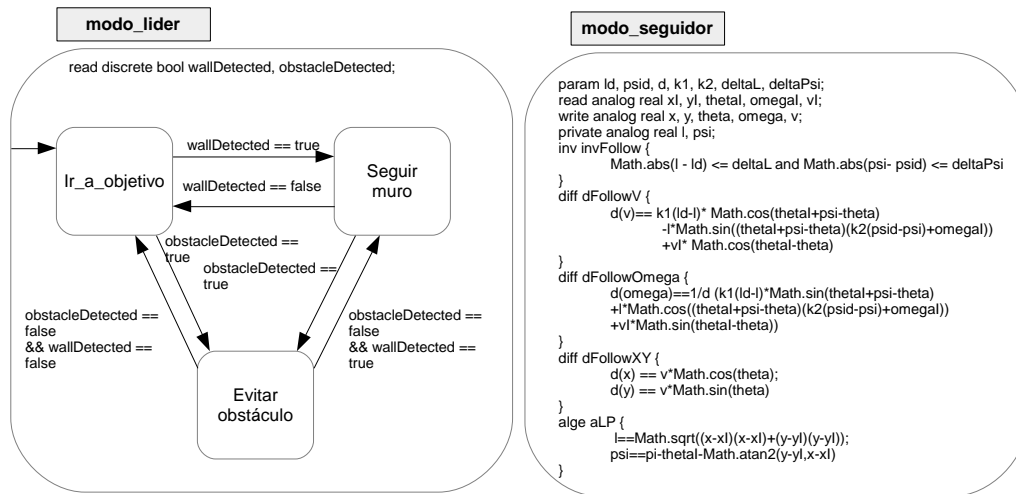 modo_lider
read discrete bool wallDetected, obstacleDetected;
wallDetected == true
Ir_a_objetivo
Seguir
muro
wallDetected == false
obstacleDetected ==
true
obstacleDetected ==
true
obstacleDetected ==
false
&& wallDetected ==
false
obstacleDetected ==
false
&& wallDetected ==
true
Evitar
obstáculo
modo_seguidor
param ld, psid, d, k1, k2, deltaL, deltaPsi;
read analog real xl, yl, thetal, omegal, vl;
write analog real x, y, theta, omega, v;
private analog real l, psi;
inv invFollow {
Math.abs(l - ld) <= deltaL and Math.abs(psi- psid) <= deltaPsi
}
diff dFollowV {
d(v)== k1(ld-l)* Math.cos(thetal+psi-theta)
-l*Math.sin((thetal+psi-theta)(k2(psid-psi)+omegal))
+vl* Math.cos(thetal-theta)
}
diff dFollowOmega {
d(omega)==1/d (k1(ld-l)*Math.sin(thetal+psi-theta)
+l*Math.cos((thetal+psi-theta)(k2(psid-psi)+omegal))
+vl*Math.sin(thetal-theta))
}
diff dFollowXY {
d(x) == v*Math.cos(theta);
d(y) == v*Math.sin(theta)
}
alge aLP {
l==Math.sqrt((x-xl)(x-xl)+(y-yl)(y-yl));
psi==pi-thetal-Math.atan2(y-yl,x-xl)
}